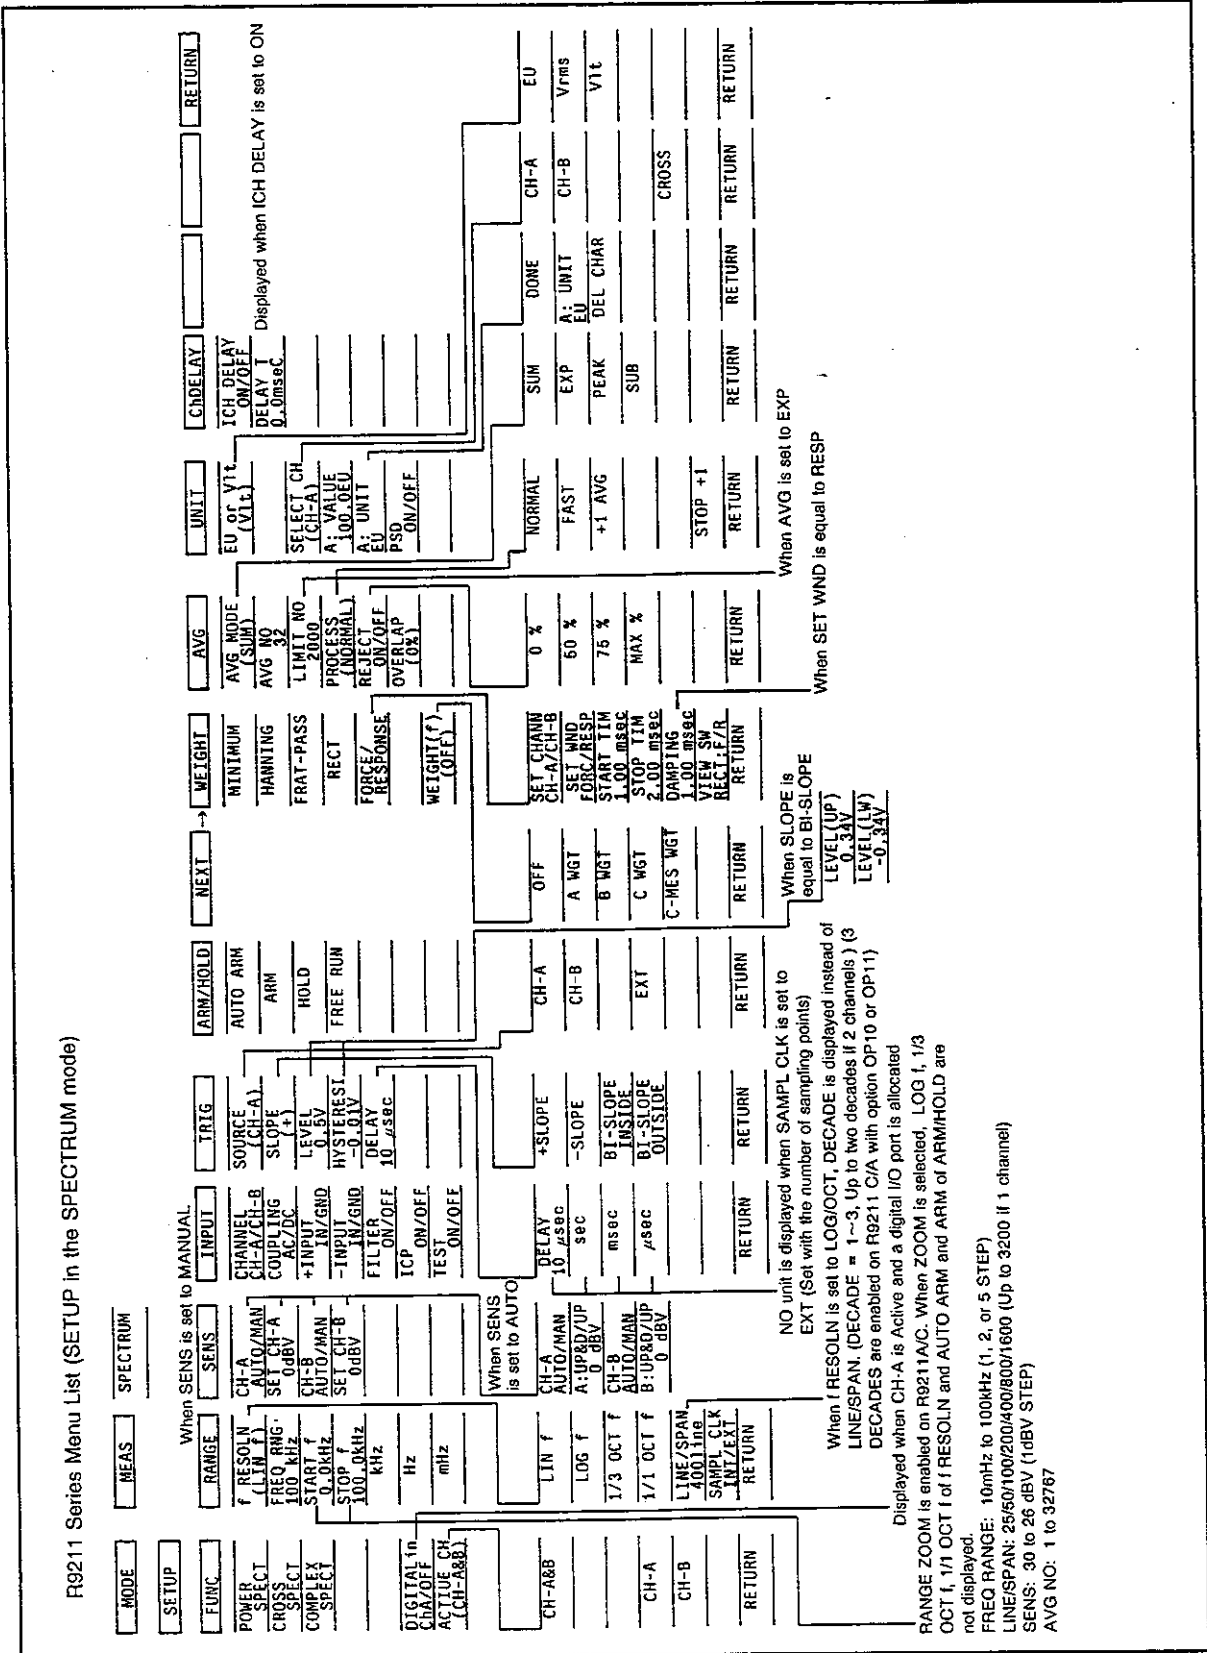 R9211 Series Menu List (SETUP in the SPECTRUM mode)
MODE
MEAS
SPECTRUM
SETUP
When SENS is set to MANUAL
FUNC
RANGE
SENS
INPUT
TRIG
ARM/HOLD
NEXT
→
WEIGHT
AVG
UNIT
ChDELAY
RETURN
POWER
SPECT
CROSS
SPECT
COMPLEX
SPECT
DIGITALin
ChA/OFF
ACTIVE CH
(CH-A&B)
f RESOLN
(LIN f)
FREQ RNG
100 kHz
START f
0.0kHz
STOP f
100.0kHz
kHz
Hz
mHz
CH-A
AUTO/MAN
SET CH-A
0dBV
CH-B
AUTO/MAN
SET CH-B
0dBV
CHANNEL
CH-A/CH-B
COUPLING
AC/DC
+INPUT
IN/GND
-INPUT
IN/GND
FILTER
ON/OFF
ICP
ON/OFF
TEST
ON/OFF
SOURCE
(CH-A)
SLOPE
(+)
LEVEL
0.5V
HYSTERESI
-0.01V
DELAY
10 μsec
AUTO ARM
ARM
HOLD
FREE RUN
MINIMUM
HANNING
FRAT-PASS
RECT
FORCE/
RESPONSE
WEIGHT(f)
(OFF)
AVG MODE
(SUM)
AVG NO
32
LIMIT NO
2000
PROCESS
(NORMAL)
REJECT
ON/OFF
OVERLAP
(0%)
EU or Vlt
(Vlt)
SELECT CH
(CH-A)
A: VALUE
100.0EU
A: UNIT
EU
PSD
ON/OFF
ICH DELAY
ON/OFF
DELAY T
0.0msec
Displayed when ICH DELAY is set to ON
CH-A&B
CH-A
CH-B
RETURN
LIN f
LOG f
1/3 OCT f
1/1 OCT f
LINE/SPAN
400line
SAMPL CLK
INT/EXT
RETURN
When SENS
is set to AUTO
CH-A
AUTO/MAN
A:UP&D/UP
0 dBV
CH-B
AUTO/MAN
B:UP&D/UP
0 dBV
DELAY
10 μsec
sec
msec
μsec
RETURN
+SLOPE
-SLOPE
BI-SLOPE
INSIDE
BI-SLOPE
OUTSIDE
RETURN
CH-A
CH-B
EXT
RETURN
OFF
A WGT
B WGT
C WGT
C-MES WGT
RETURN
SET CHANN
CH-A/CH-B
SET WND
FORC/RESP
START TIM
1.00 msec
STOP TIM
2.00 msec
DAMPING
1.00 msec
VIEW SW
RECT:F/R
RETURN
0 %
50 %
75 %
MAX %
RETURN
NORMAL
FAST
+1 AVG
STOP +1
RETURN
SUM
EXP
PEAK
SUB
RETURN
DONE
A: UNIT
EU
DEL CHAR
RETURN
CH-A
CH-B
CROSS
RETURN
EU
Vrms
Vlt
RETURN
When AVG is set to EXP
When SET WND is equal to RESP
When SLOPE is
equal to BI-SLOPE
LEVEL(UP)
0.34V
LEVEL(LW)
-0.34V
NO unit is displayed when SAMPL CLK is set to
EXT (Set with the number of sampling points)
When f RESOLN is set to LOG/OCT, DECADE is displayed instead of
LINE/SPAN. (DECADE = 1~3, Up to two decades if 2 channels ) (3
DECADES are enabled on R9211 C/A with option OP10 or OP11)
Displayed when CH-A is Active and a digital I/O port is allocated
RANGE ZOOM is enabled on R9211A/C. When ZOOM is selected, LOG f, 1/3
OCT f, 1/1 OCT f of f RESOLN and AUTO ARM and ARM of ARM/HOLD are
not displayed.
FREQ RANGE: 10mHz to 100kHz (1, 2, or 5 STEP)
LINE/SPAN: 25/50/100/200/400/800/1600 (Up to 3200 if 1 channel)
SENS: 30 to 26 dBV (1dBV STEP)
AVG NO: 1 to 32767